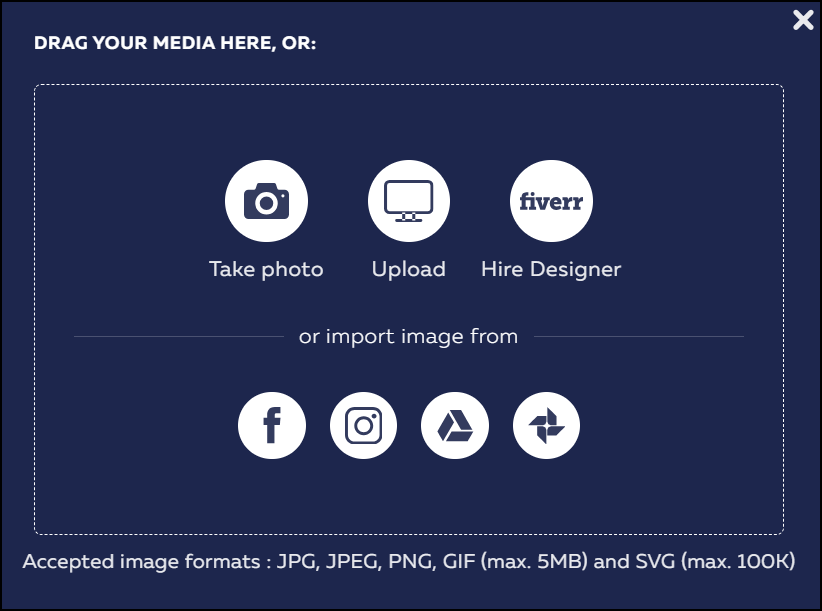 DRAG YOUR MEDIA HERE, OR:
fiverr
Take photo
Upload
Hire Designer
or import image from
f
Accepted image formats : JPG, JPEG, PNG, GIF (max. 5MB) and SVG (max. 100K)